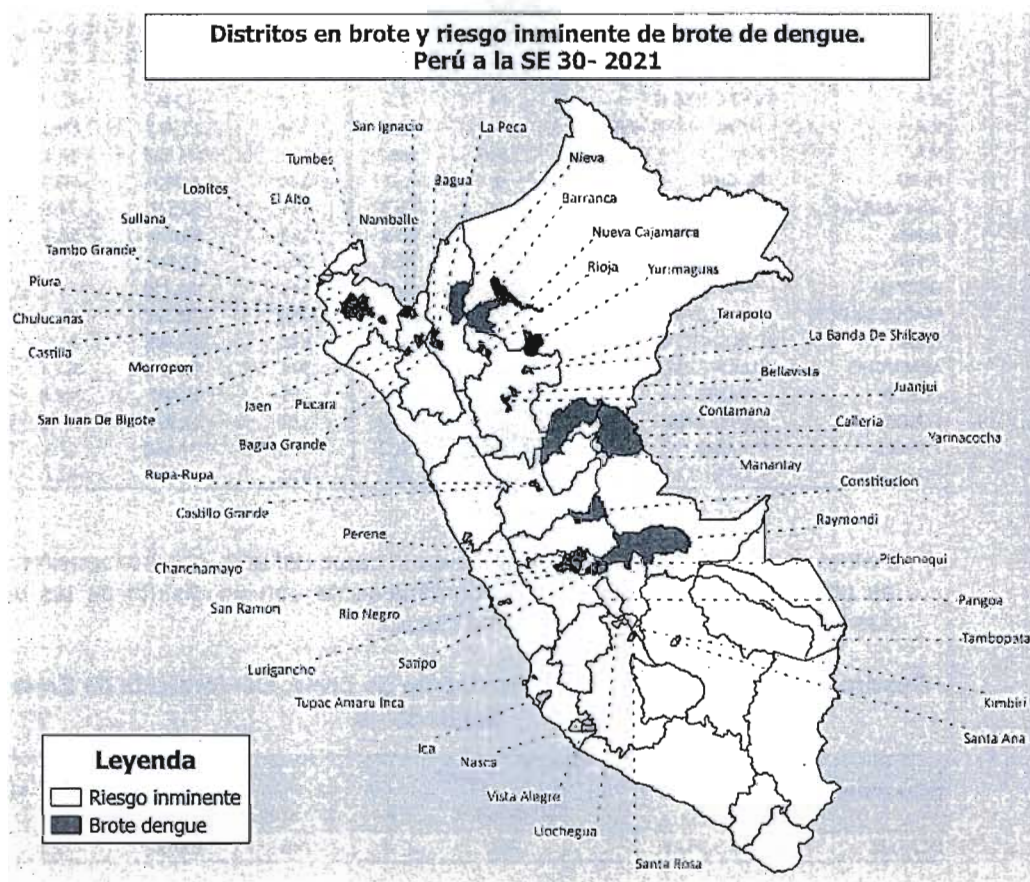 Distritos en brote y riesgo inminente de brote de dengue.
Perú a la SE 30- 2021
San Ignacio
La Peca
Tumbes
Nieva
Lobitos
Bagua
El Alto
Barranca
Sullana
Namballe
Nueva Cajamarca
Tambo Grande
Rioja
Yurimaguas
Piura
Tarapoto
Chulucanas
La Banda De Shilcayo
Castilla
Morropon
Bellavista
Juanjui
San Juan De Bigote
Jaen
Pucara
Contamana
Calleria
Bagua Grande
Yarinacocha
Manantay
Rupa-Rupa
Constitucion
Castillo Grande
Raymondi
Perene
Pichanaqui
Chanchamayo
San Ramon
Rio Negro
Pangoa
Tambopata
Lurigancho
Satipo
Tupac Amaru Inca
Kimbiri
Santa Ana
Ica
Nasca
Vista Alegre
Llochegua
Santa Rosa
Leyenda
Riesgo inminente
Brote dengue